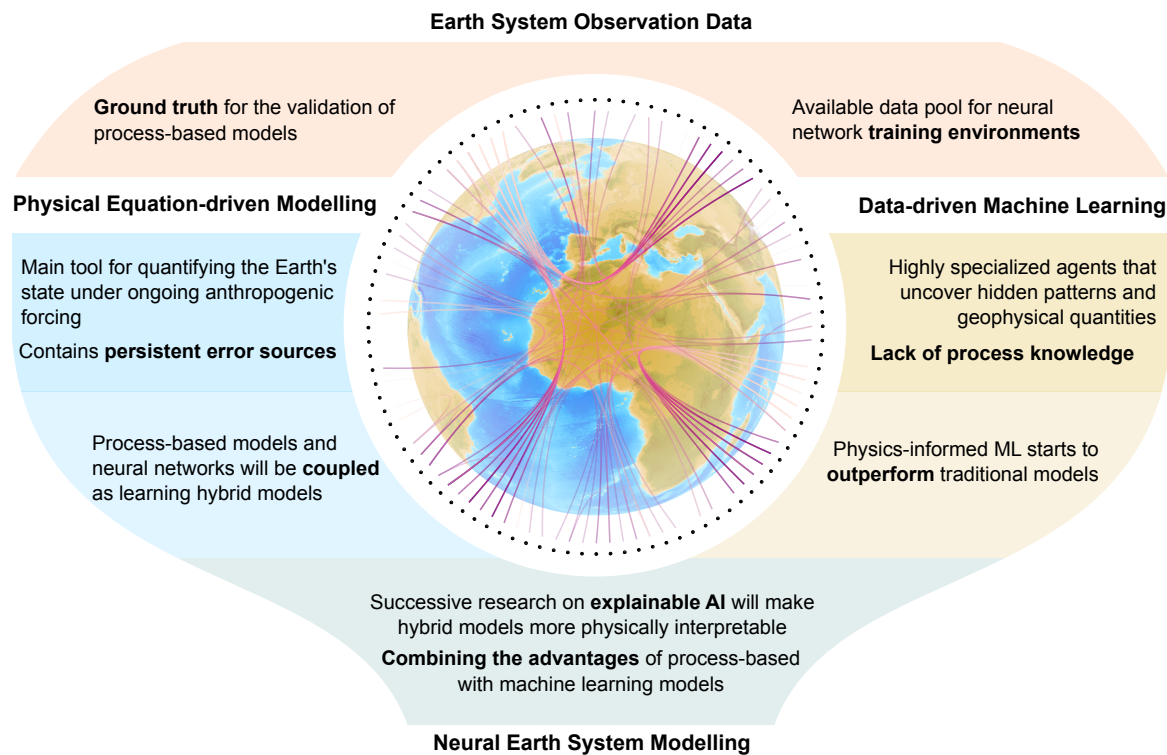 Earth System Observation Data
Ground truth for the validation of
process-based models
Available data pool for neural
network training environments
Physical Equation-driven Modelling
Main tool for quantifying the Earth's
state under ongoing anthropogenic
forcing
Contains persistent error sources
Process-based models and
neural networks will be coupled
as learning hybrid models
Data-driven Machine Learning
Highly specialized agents that
uncover hidden patterns and
geophysical quantities
Lack of process knowledge
Physics-informed ML starts to
outperform traditional models
Successive research on explainable AI will make
hybrid models more physically interpretable
Combining the advantages of process-based
with machine learning models
Neural Earth System Modelling